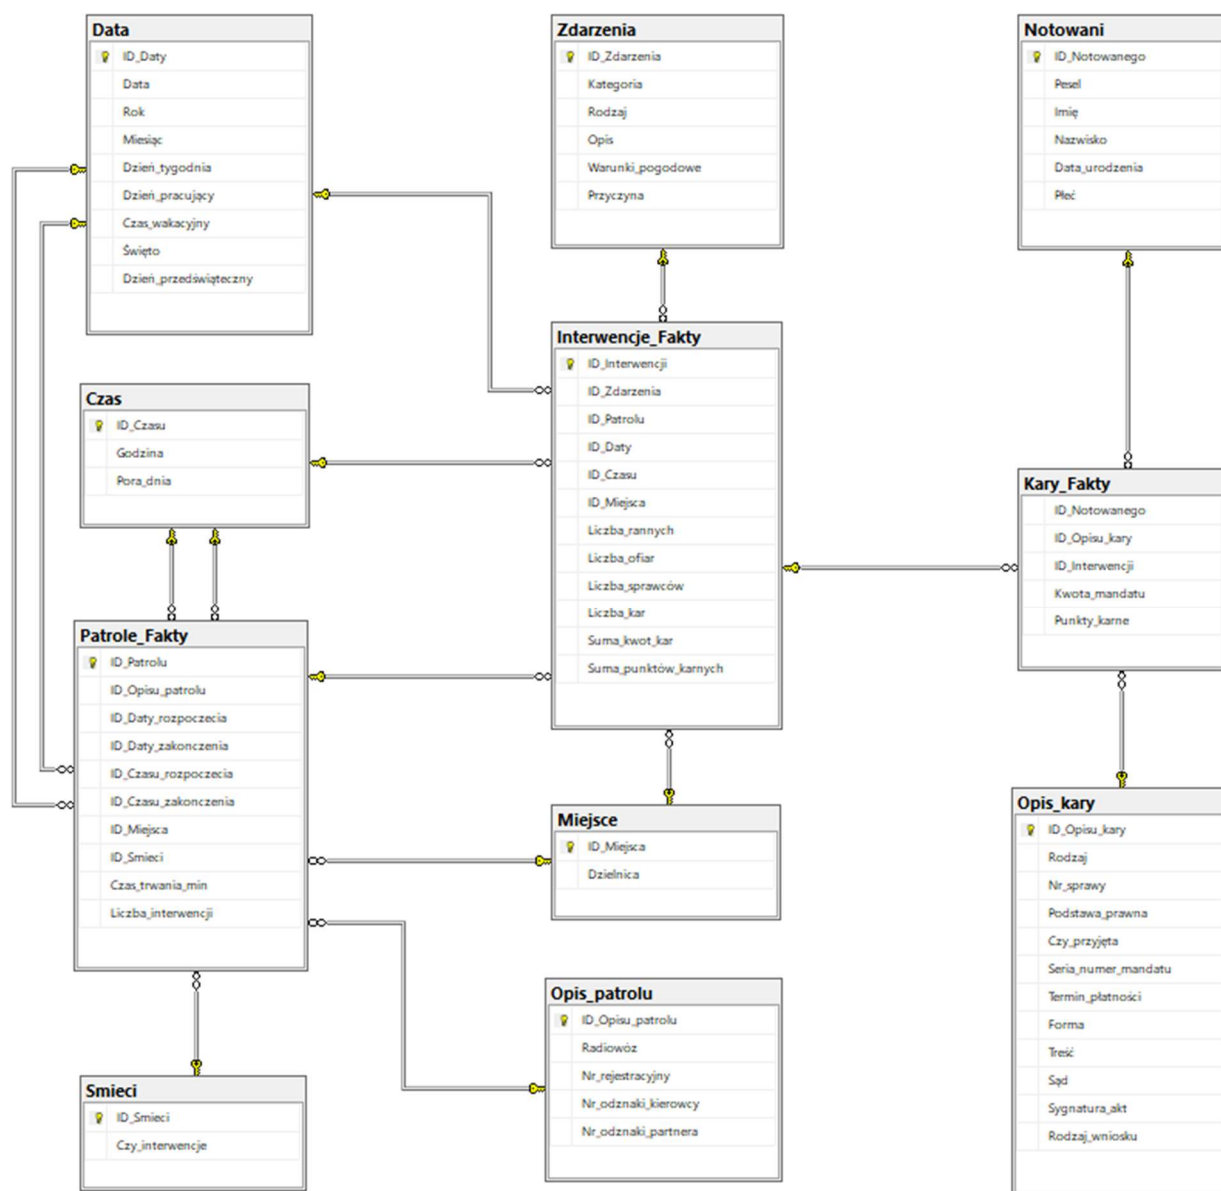 Data
ID_Daty
Data
Rok
Miesiąc
Dzień_tygodnia
Dzień_pracujący
Czas_wakacyjny
Święto
Dzień_przedświąteczny
Zdarzenia
ID_Zdarzenia
Kategoria
Rodzaj
Opis
Warunki_pogodowe
Przyczyna
Notowani
ID_Notowanego
Pesel
Imię
Nazwisko
Data_urodzenia
Płeć
Interwencje_Fakty
ID_Interwencji
ID_Zdarzenia
ID_Patrolu
ID_Daty
ID_Czasu
ID_Miejsca
Liczba_rannych
Liczba_ofiar
Liczba_sprawców
Liczba_kar
Suma_kwot_kar
Suma_punktów_karnych
Czas
ID_Czasu
Godzina
Pora_dnia
Kary_Fakty
ID_Notowanego
ID_Opisu_kary
ID_Interwencji
Kwota_mandatu
Punkty_karne
Patrole_Fakty
ID_Patrolu
ID_Opisu_patrolu
ID_Daty_rozpoczecia
ID_Daty_zakonczenia
ID_Czasu_rozpoczecia
ID_Czasu_zakonczenia
ID_Miejsca
ID_Smieci
Czas_trwania_min
Liczba_interwencji
Miejsce
ID_Miejsca
Dzielnica
Opis_kary
ID_Opisu_kary
Rodzaj
Nr_sprawy
Podstawa_prawna
Czy_przyjęta
Seria_numer_mandatu
Termin_płatności
Forma
Treść
Sąd
Sygnatura_akt
Rodzaj_wniosku
Opis_patrolu
ID_Opisu_patrolu
Radiowóz
Nr_rejestracyjny
Nr_odznaki_kierowcy
Nr_odznaki_partnera
Smieci
ID_Smieci
Czy_interwencje